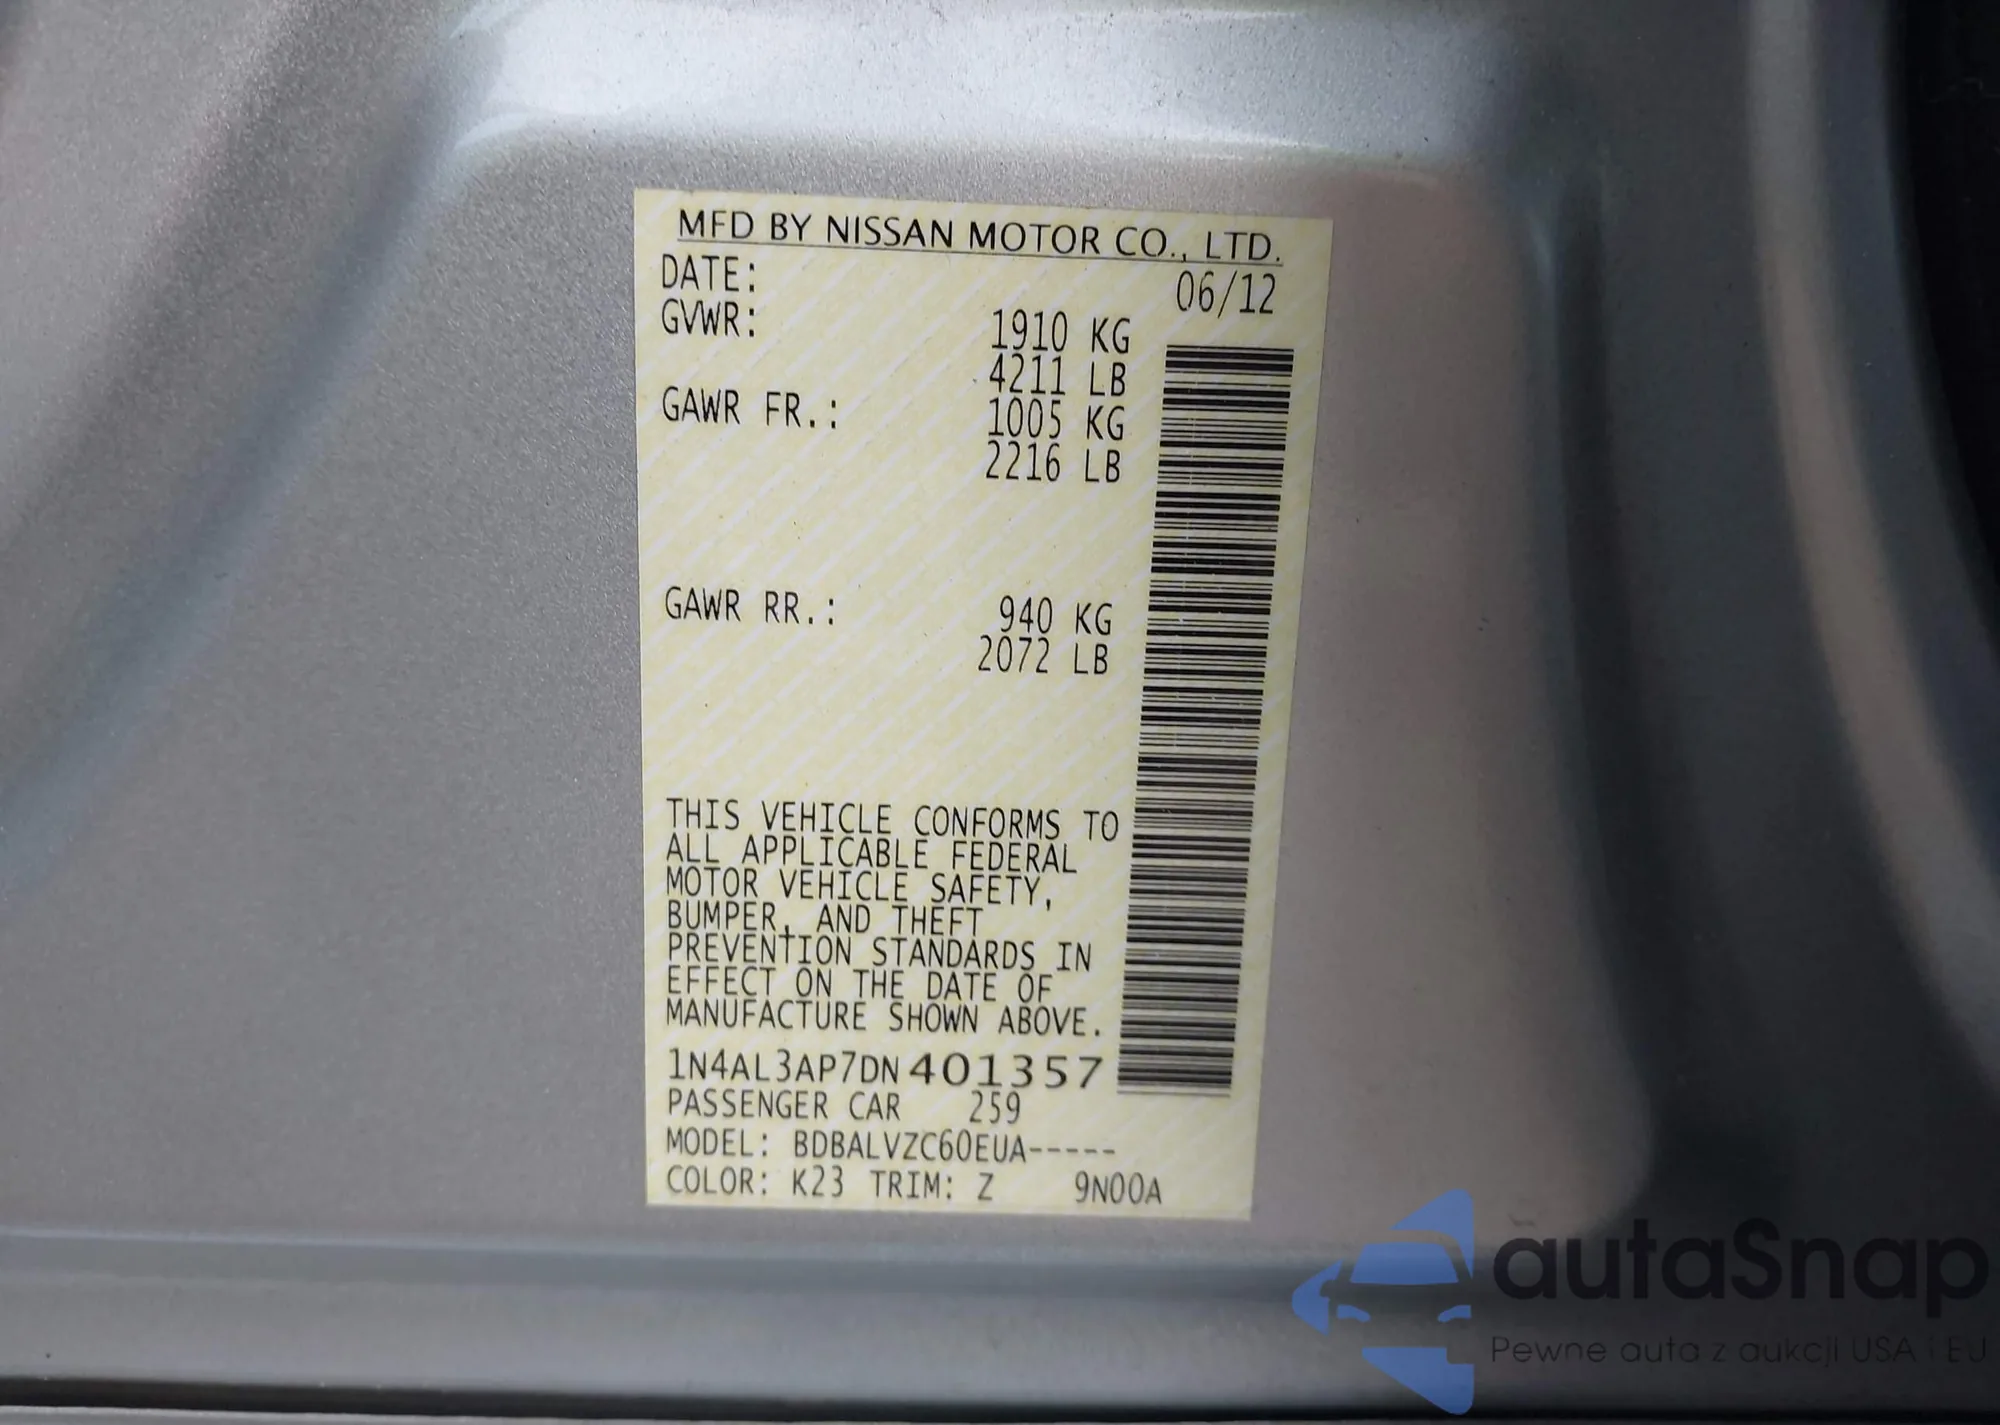 MFD BY NISSAN MOTOR CO., LTD.
DATE: 06/12
GVWR: 1910 KG
4211 LB
GAWR FR.: 1005 KG
2216 LB
GAWR RR.: 940 KG
2072 LB
THIS VEHICLE CONFORMS TO
ALL APPLICABLE FEDERAL
MOTOR VEHICLE SAFETY,
BUMPER, AND THEFT
PREVENTION STANDARDS IN
EFFECT ON THE DATE OF
MANUFACTURE SHOWN ABOVE.
1N4AL3AP7DN401357
PASSENGER CAR 259
MODEL: BDBALVZC60EUA-----
COLOR: K23 TRIM: Z 9N00A
autaSnap
Pewne auta z aukcji USA i EU